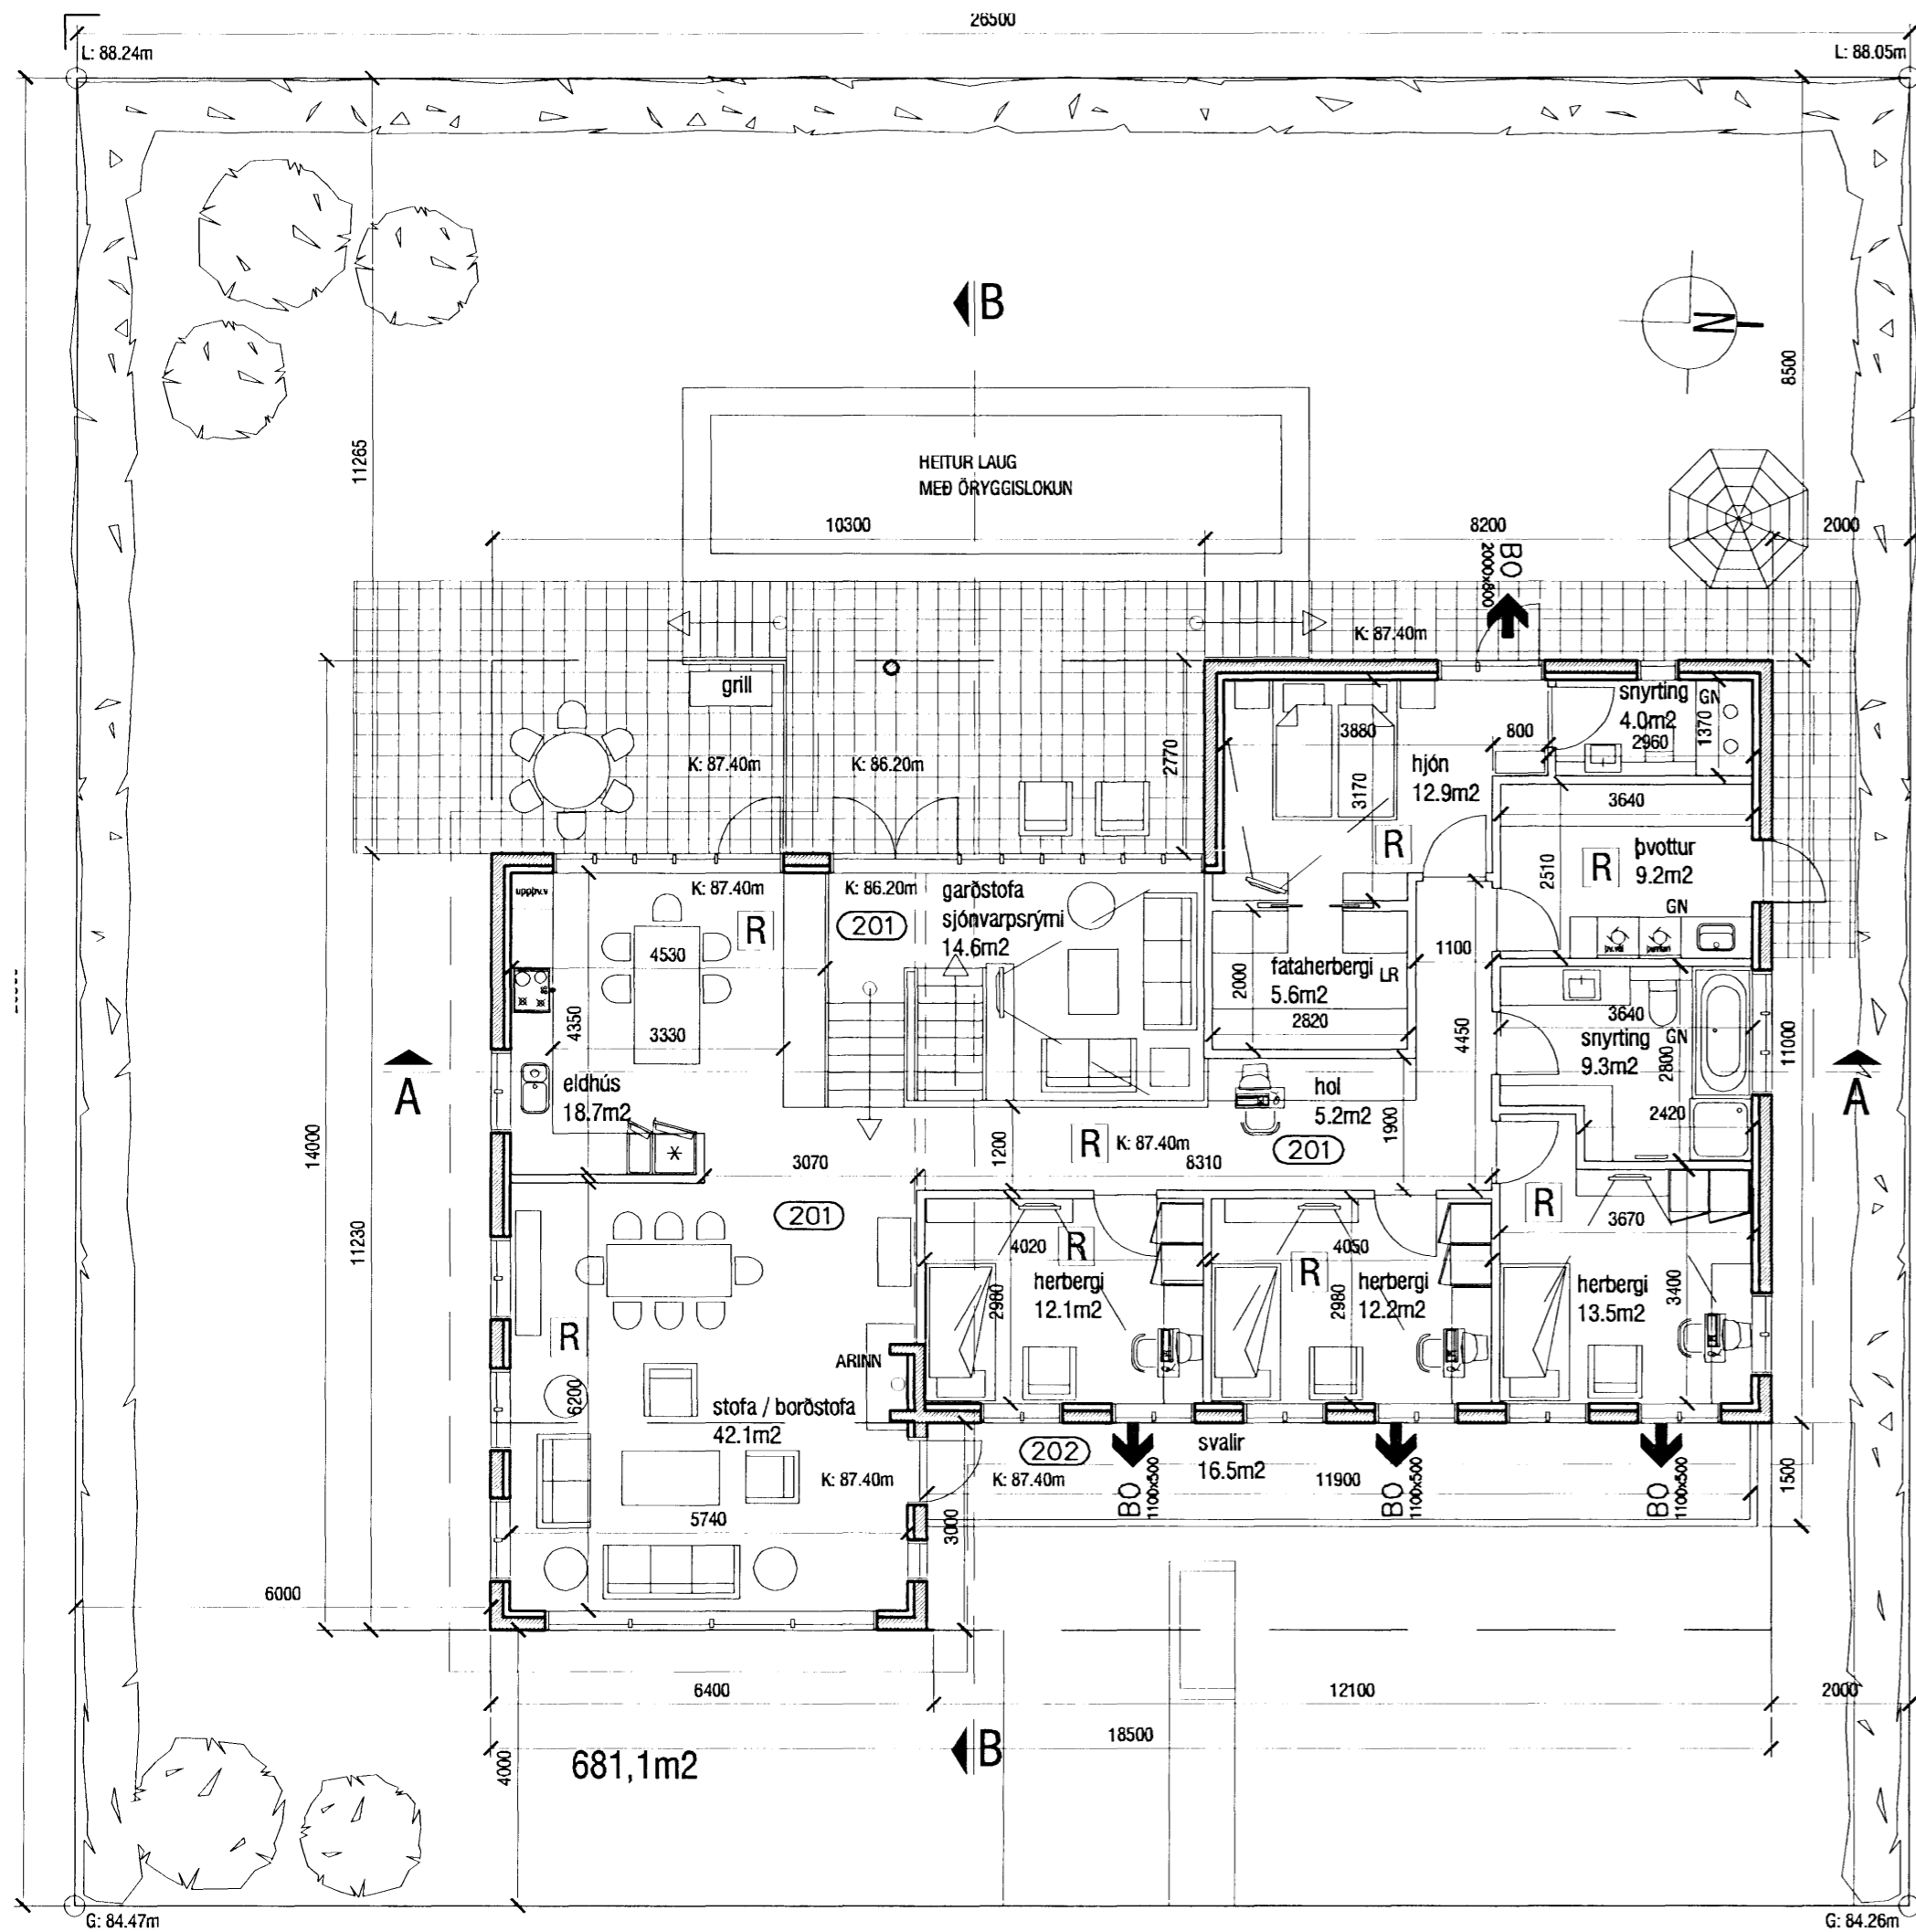 26500
L: 88.24m
L: 88.05m
B
N
8500
11265
HEITUR LAUG
MEÐ ÖRYGGISLOKUN
10300
8200
2000
BO
2000x800
K: 87.40m
grill
snyrting
4.0m2
GN
2960
1370
3880
800
K: 87.40m
K: 86.20m
2770
hjón
12.9m2
3170
3640
R
þvottur
9.2m2
R
2510
GN
uppþv.v
K: 87.40m
K: 86.20m
garðstofa
sjónvarpsrými
14.6m2
201
R
4530
1100
fataherbergi
5.6m2
LR
2000
2820
4350
3330
4450
3640
snyrting
9.3m2
GN
2800
11000
A
A
eldhús
18.7m2
hol
5.2m2
2420
1900
14000
1200
R
K: 87.40m
201
3070
8310
11230
201
R
3670
4020
R
4050
R
herbergi
12.1m2
2980
herbergi
12.2m2
2980
herbergi
13.5m2
3400
R
ARINN
6200
stofa / borðstofa
42.1m2
202
svalir
16.5m2
K: 87.40m
K: 87.40m
11900
BO
1100x500
BO
1100x500
BO
1100x500
1500
5740
3000
6000
6400
12100
2000
18500
B
4000
681,1m2
G: 84.47m
G: 84.26m